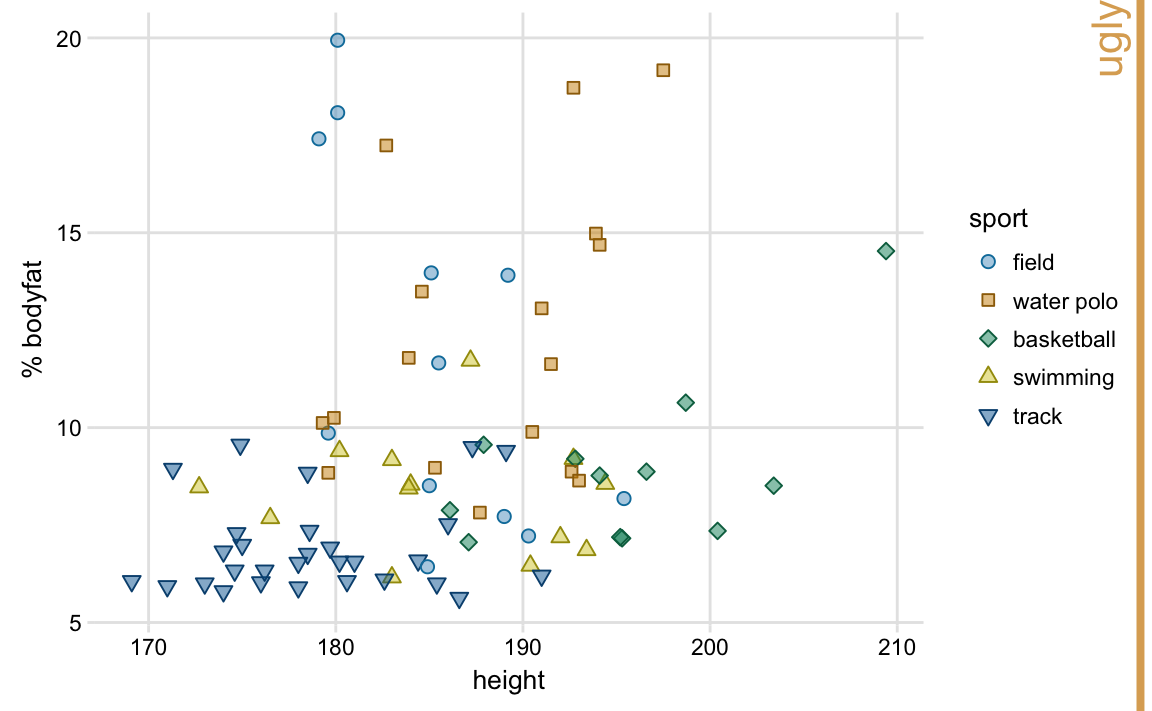 ugly
20
15
10
5
% bodyfat
170 180 190 200 210
height
sport
field
water polo
basketball
swimming
track